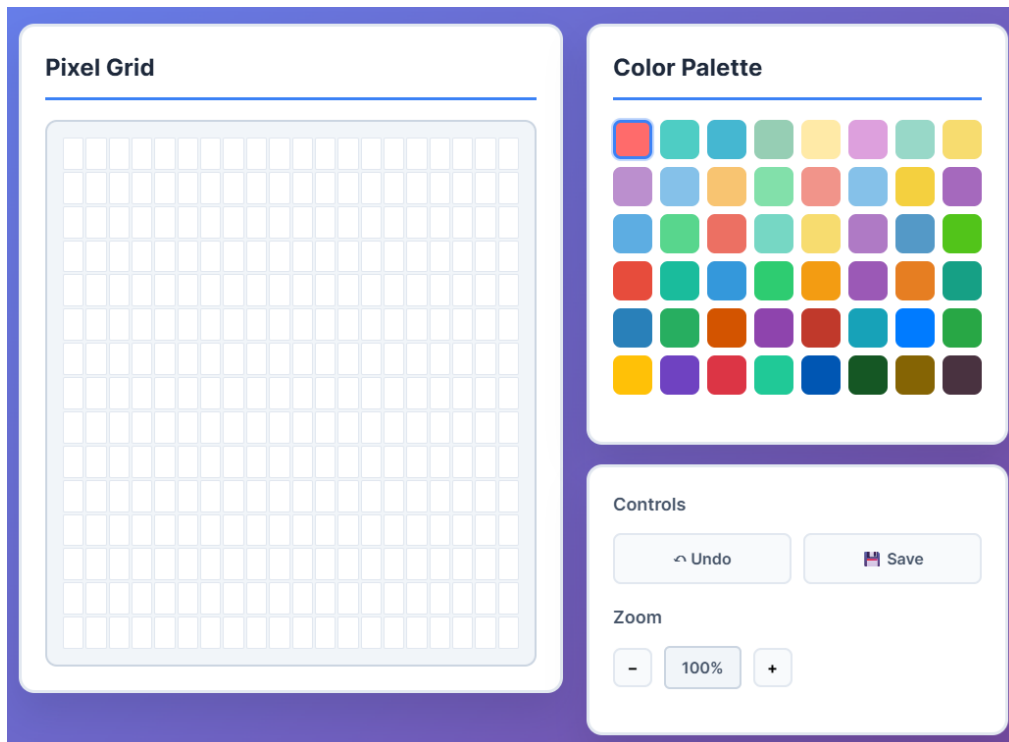 Pixel Grid
Color Palette
Controls
↶ Undo
💾 Save
Zoom
− 100% +